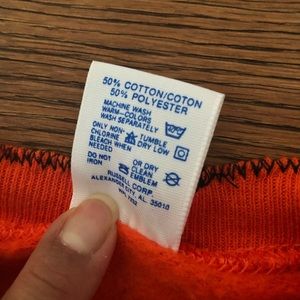 50% COTTON/COTON
50% POLYESTER
MACHINE WASH
WARM-COLORS
WASH SEPARATELY
ONLY NON-
CHLORINE
BLEACH WHEN
NEEDED
TUMBLE
DRY LOW
DO NOT
IRON
OR DRY
CLEAN
EMBLEM
RUSSELL CORP.
ALEXANDER CITY, AL. 35010